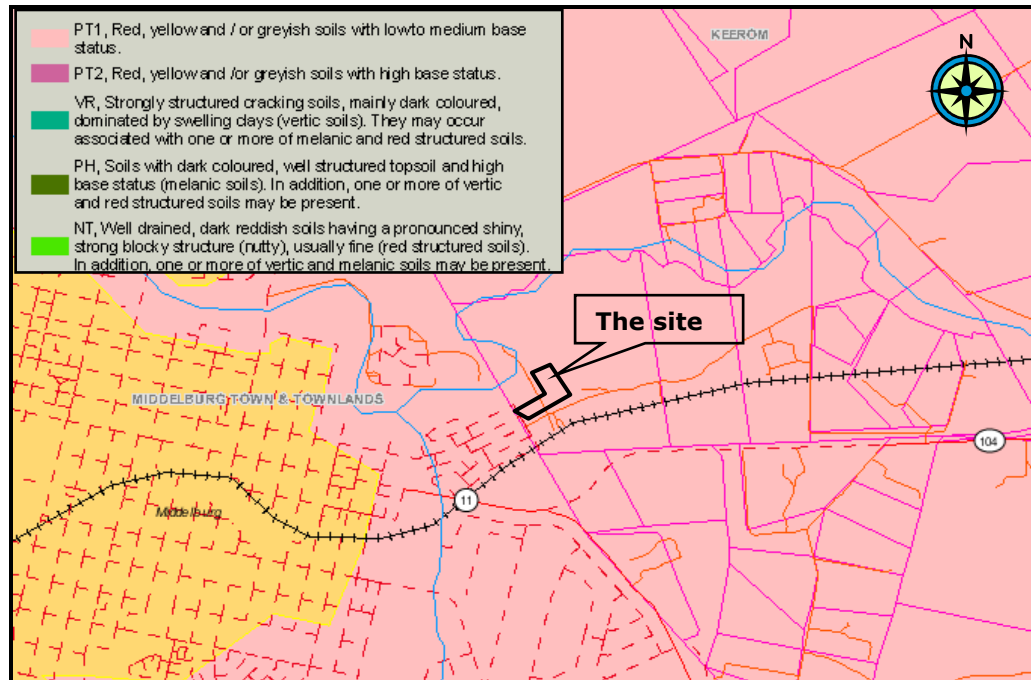 PT1, Red, yellow and / or greyish soils with lowto medium base
status.
PT2, Red, yellow and /or greyish soils with high base status.
VR, Strongly structured cracking soils, mainly dark coloured,
dominated by swelling clays (vertic soils). They may occur
associated with one or more of melanic and red structured soils.
PH, Soils with dark coloured, well structured topsoil and high
base status (melanic soils). In addition, one or more of vertic
and red structured soils may be present.
NT, Well drained, dark reddish soils having a pronounced shiny,
strong blocky structure (nutty), usually fine (red structured soils).
In addition, one or more of vertic and melanic soils may be present.
KEEROM
N
The site
MIDDELBURG TOWN & TOWNLANDS
104
11
Middelburg